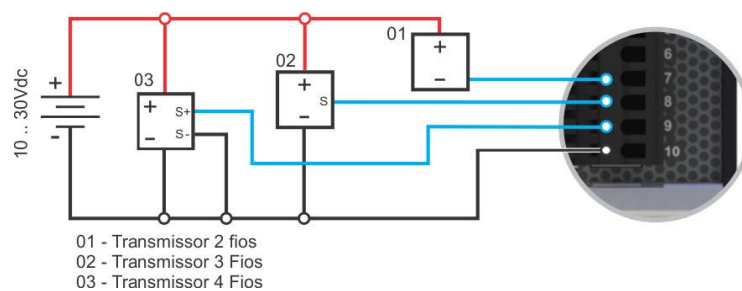 01
02
03
+
-
10 .. 30Vdc
+
-
S+
S-
+
-
S
+
-
6
7
8
9
10
01 - Transmissor 2 fios
02 - Transmissor 3 Fios
03 - Transmissor 4 Fios